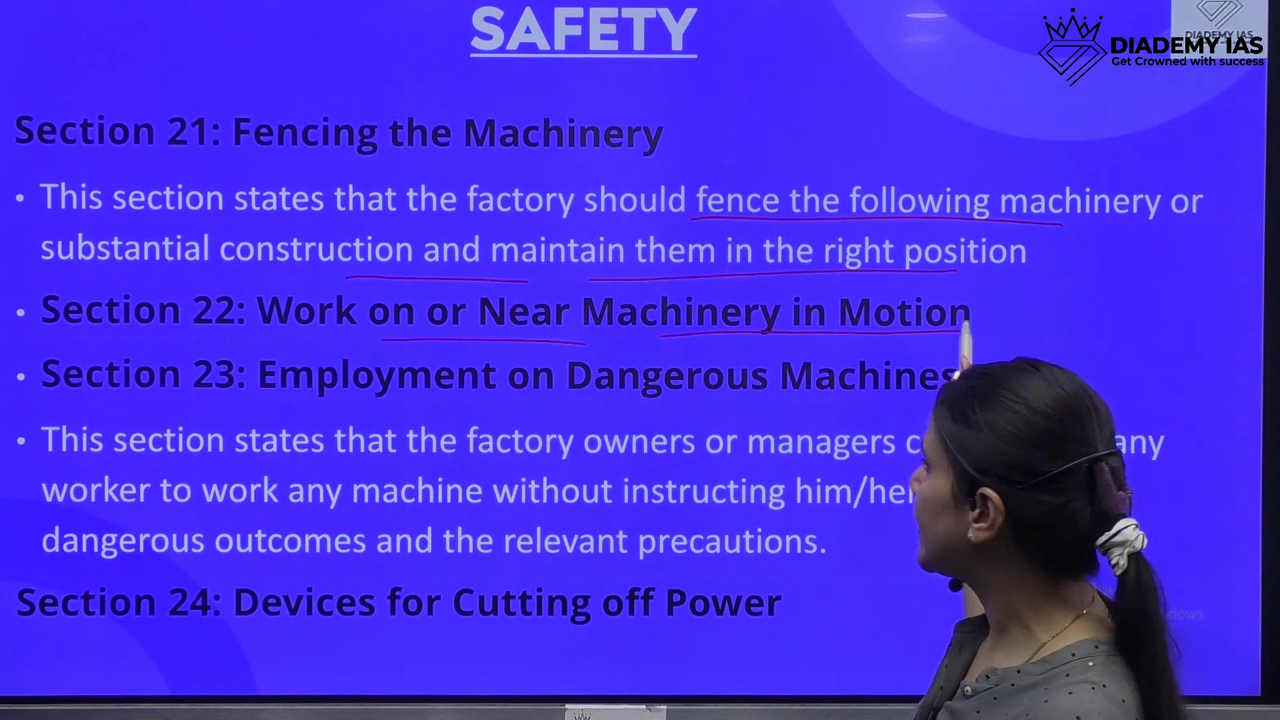 SAFETY
DIADEMY IAS
DIADEMY IAS
Get Crowned with success
Section 21: Fencing the Machinery
• This section states that the factory should fence the following machinery or
substantial construction and maintain them in the right position
• Section 22: Work on or Near Machinery in Motion
• Section 23: Employment on Dangerous Machines
• This section states that the factory owners or managers any
worker to work any machine without instructing him/her
dangerous outcomes and the relevant precautions.
Section 24: Devices for Cutting off Power